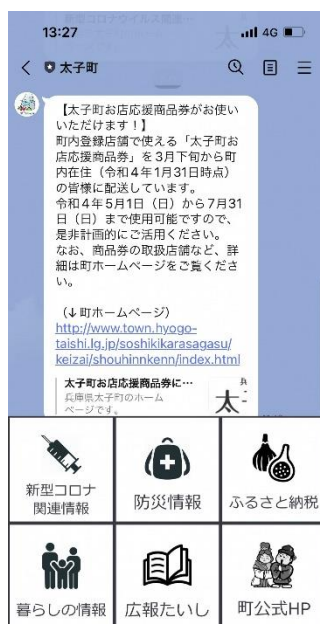 13:27
4G
太子町
【太子町お店応援商品券がお使い
いただけます！】
町内登録店舗で使える「太子町お
店応援商品券」を3月下旬から町
内在住（令和４年1月31日時点）
の皆様に配送しています。
令和４年５月1日（日）から7月31
日（日）まで使用可能ですので、
是非計画的にご活用ください。
なお、商品券の取扱店舗など、詳
細は町ホームページをご覧くださ
い。
（↓町ホームページ）
http://www.town.hyogo-
taishi.lg.jp/soshikikarasagasu/
keizai/shouhinnkenn/index.html
太子町お店応援商品券に…
兵庫県太子町のホーム
ページです。
太
新型コロナ
関連情報
防災情報
ふるさと納税
暮らしの情報
広報たいし
町公式HP